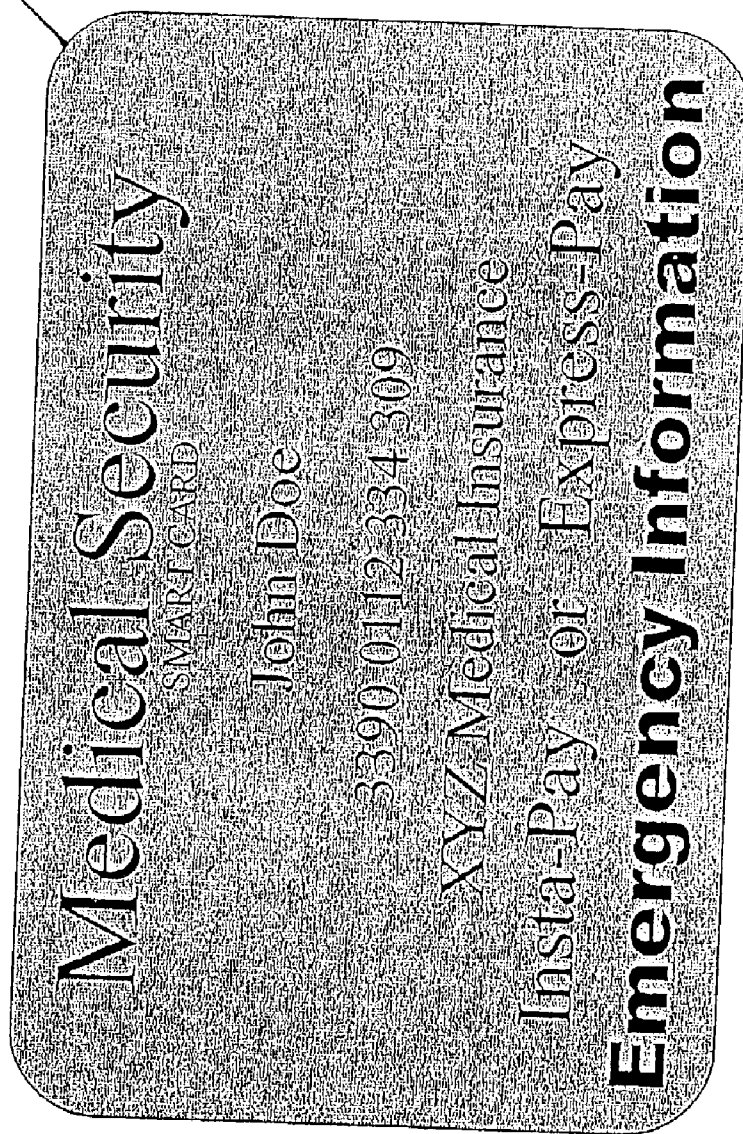 Medical Security
SMART CARD
John Doe
3390 0112 334 309
XYZ Medical Insurance
Insta-Pay or Express-Pay
Emergency Information